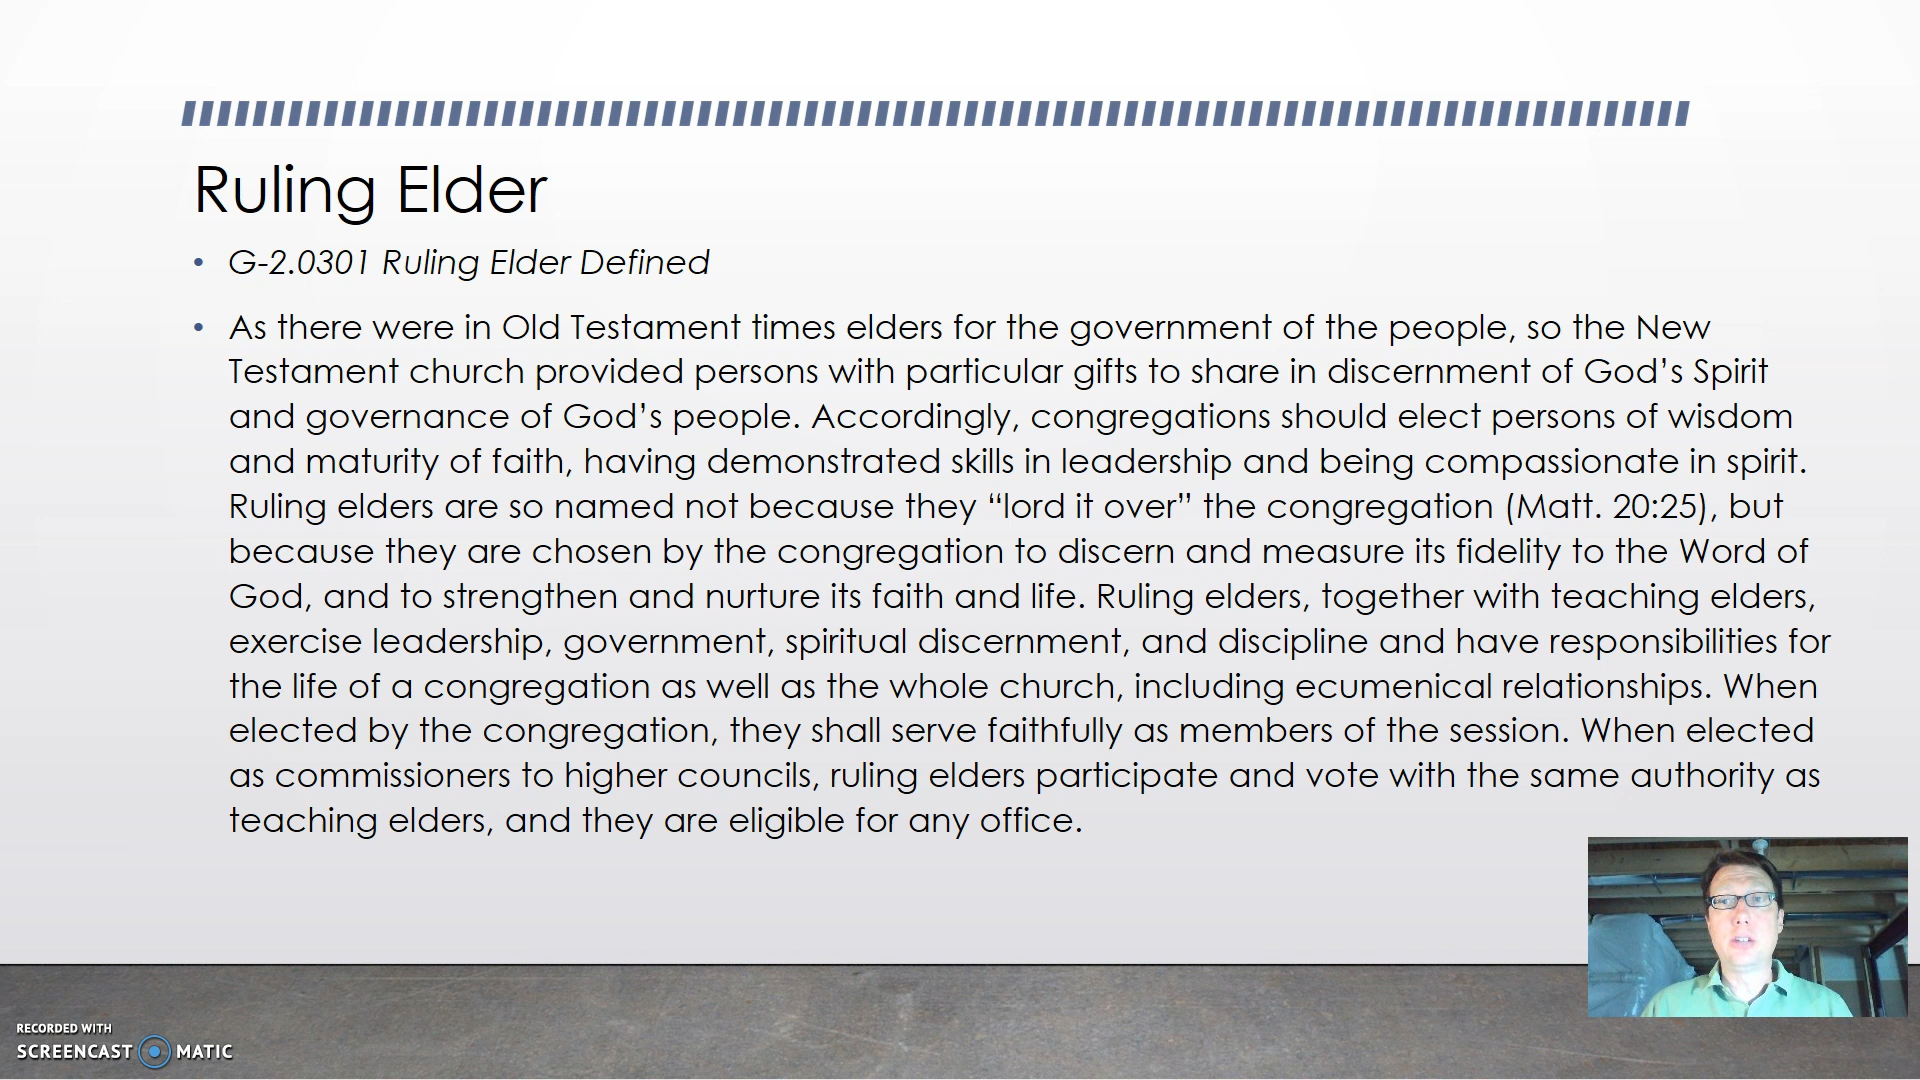 Ruling Elder
• G-2.0301 Ruling Elder Defined
• As there were in Old Testament times elders for the government of the people, so the New
Testament church provided persons with particular gifts to share in discernment of God’s Spirit
and governance of God’s people. Accordingly, congregations should elect persons of wisdom
and maturity of faith, having demonstrated skills in leadership and being compassionate in spirit.
Ruling elders are so named not because they “lord it over” the congregation (Matt. 20:25), but
because they are chosen by the congregation to discern and measure its fidelity to the Word of
God, and to strengthen and nurture its faith and life. Ruling elders, together with teaching elders,
exercise leadership, government, spiritual discernment, and discipline and have responsibilities for
the life of a congregation as well as the whole church, including ecumenical relationships. When
elected by the congregation, they shall serve faithfully as members of the session. When elected
as commissioners to higher councils, ruling elders participate and vote with the same authority as
teaching elders, and they are eligible for any office.
RECORDED WITH
SCREENCAST MATIC